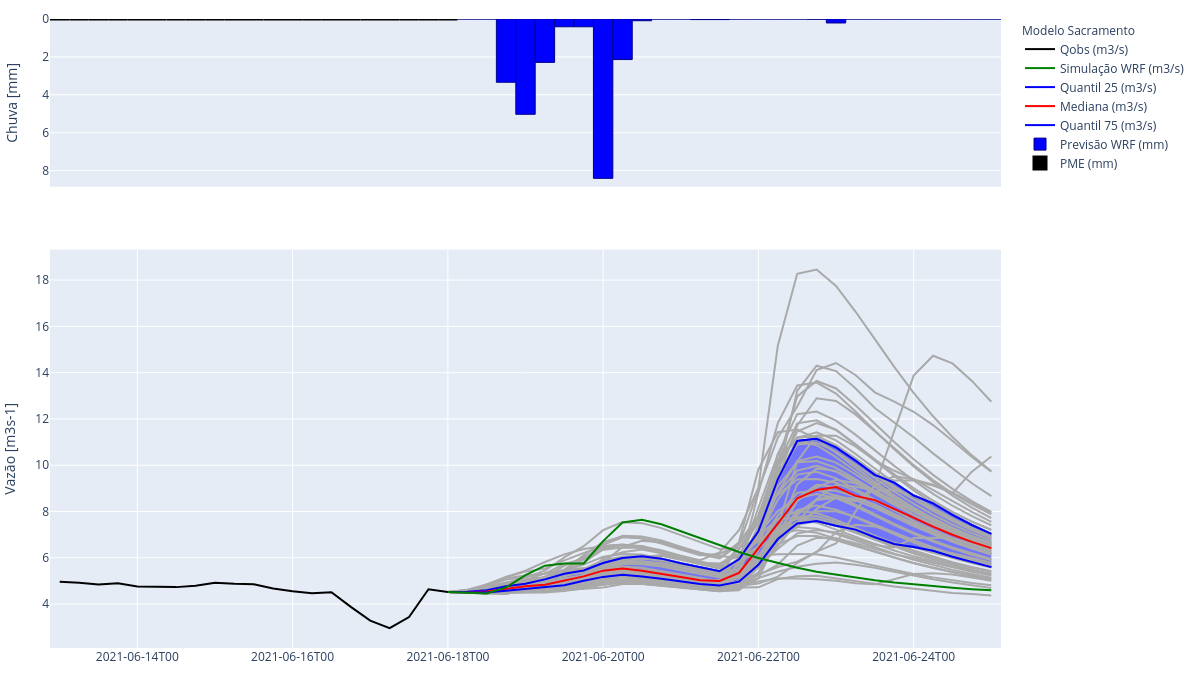 Chuva [mm]
0
2
4
6
8
Modelo Sacramento
Qobs (m3/s)
Simulação WRF (m3/s)
Quantil 25 (m3/s)
Mediana (m3/s)
Quantil 75 (m3/s)
Previsão WRF (mm)
PME (mm)
Vazão [m3s-1]
18
16
14
12
10
8
6
4
2021-06-14T00
2021-06-16T00
2021-06-18T00
2021-06-20T00
2021-06-22T00
2021-06-24T00